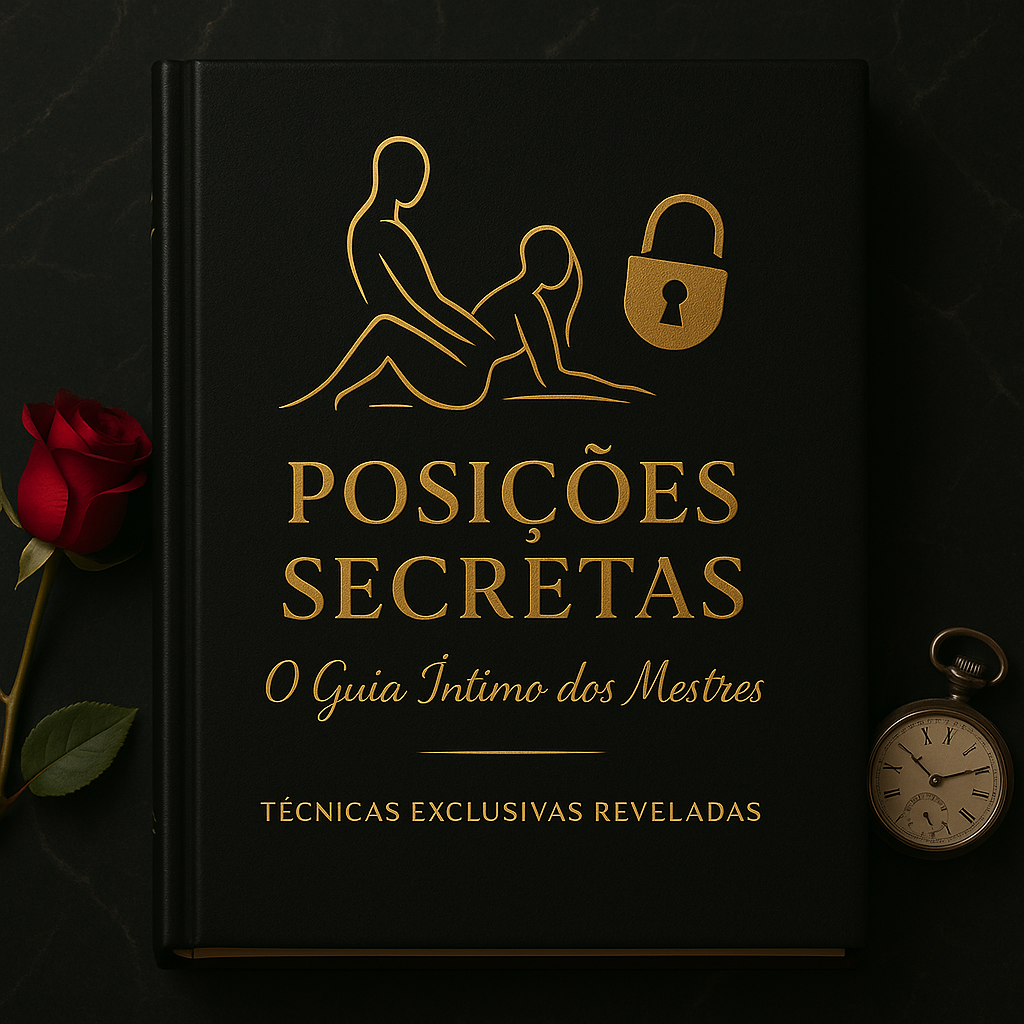 POSIÇÕES
SECRETAS
O Guia Íntimo dos Mestres
TÉCNICAS EXCLUSIVAS REVELADAS